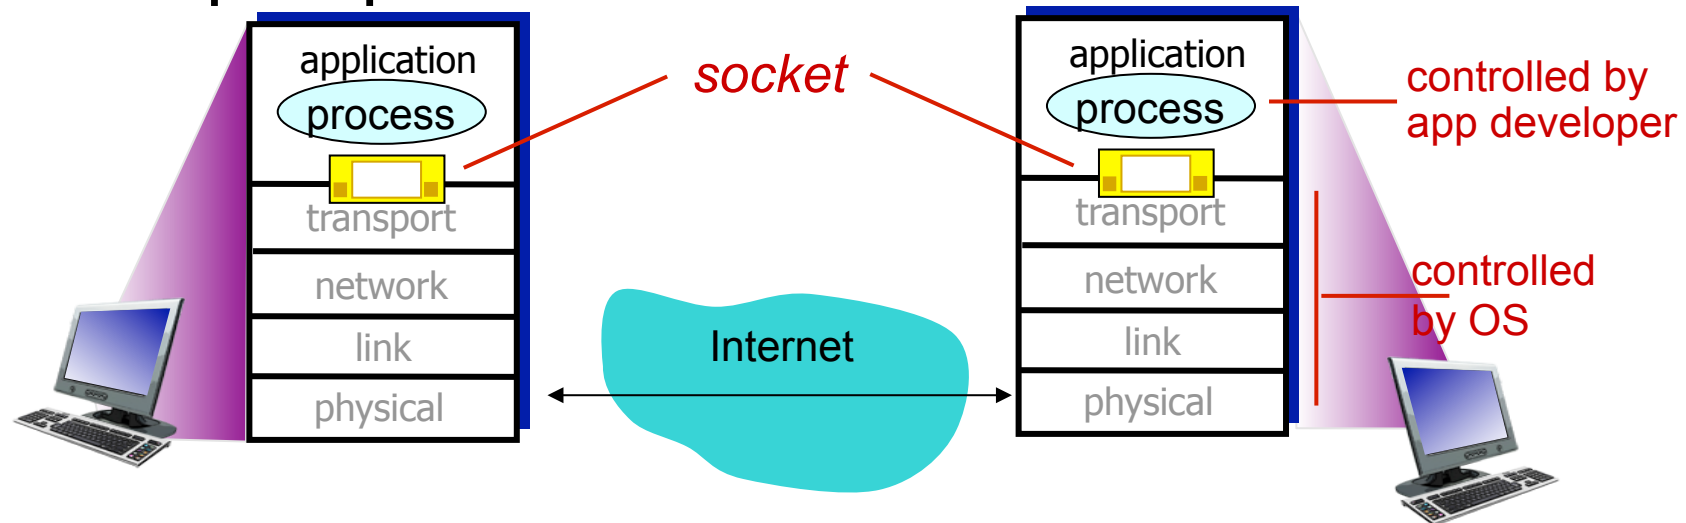 application
process
transport
network
link
physical
socket
Internet
application
process
transport
network
link
physical
controlled by
app developer
controlled
by OS